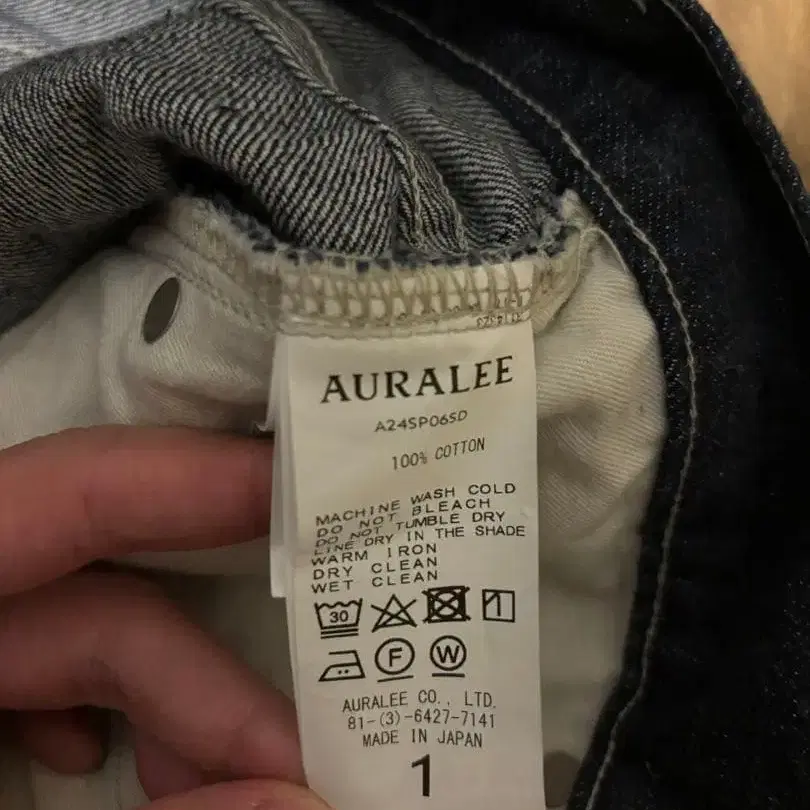 AURALEE
A24SP06SD
100% COTTON
MACHINE WASH COLD
DO NOT BLEACH
DO NOT TUMBLE DRY
LINE DRY IN THE SHADE
WARM IRON
DRY CLEAN
WET CLEAN
30
F W
AURALEE CO., LTD.
81-(3)-6427-7141
MADE IN JAPAN
1